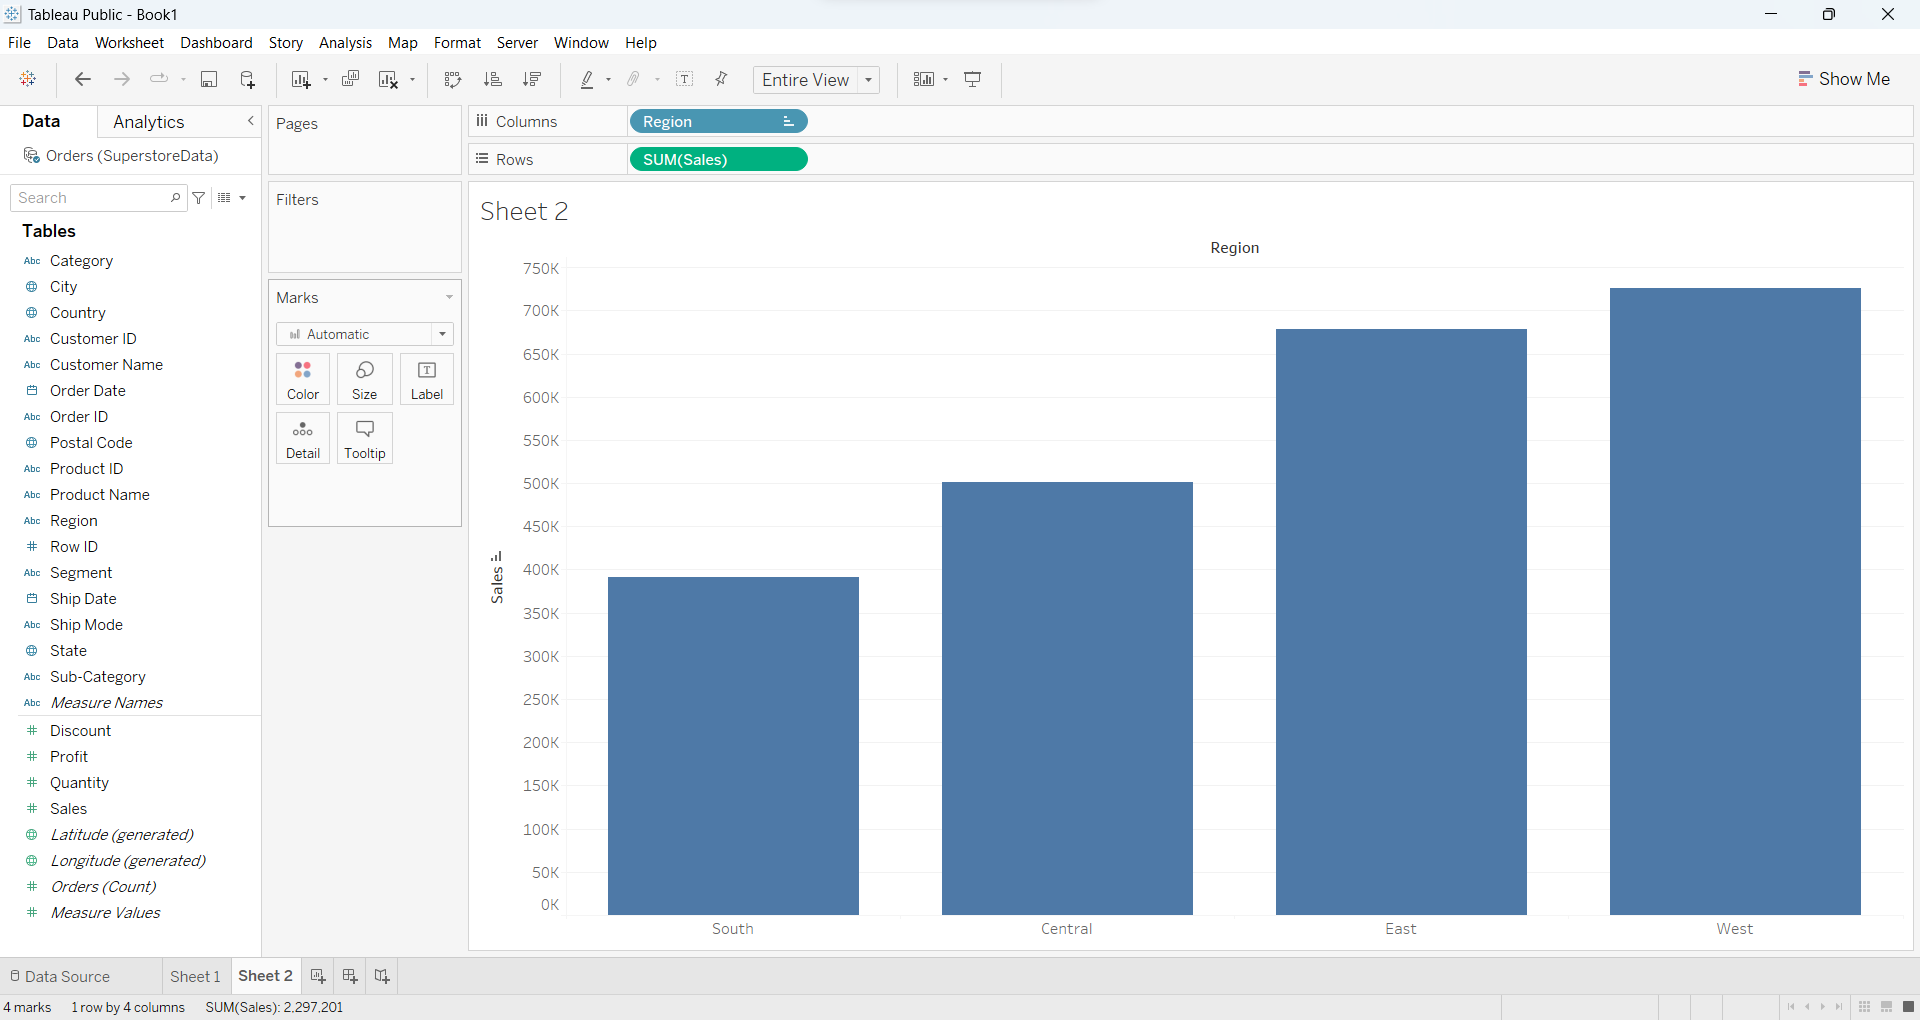 Tableau Public - Book1
File Data Worksheet Dashboard Story Analysis Map Format Server Window Help
Entire View
Show Me
Data
Analytics
Orders (SuperstoreData)
Search
Tables
Abc Category
City
Country
Abc Customer ID
Abc Customer Name
Order Date
Abc Order ID
Postal Code
Abc Product ID
Abc Product Name
Abc Region
# Row ID
Abc Segment
Ship Date
Abc Ship Mode
State
Abc Sub-Category
Abc Measure Names
# Discount
# Profit
# Quantity
# Sales
Latitude (generated)
Longitude (generated)
# Orders (Count)
# Measure Values
Pages
Filters
Marks
Automatic
Color Size T Label
Detail Tooltip
Columns Region
Rows SUM(Sales)
Sheet 2
Region
750K
700K
650K
600K
550K
500K
450K
400K
350K
300K
250K
200K
150K
100K
50K
0K
Sales
South Central East West
Data Source Sheet 1 Sheet 2
4 marks 1 row by 4 columns SUM(Sales): 2,297,201